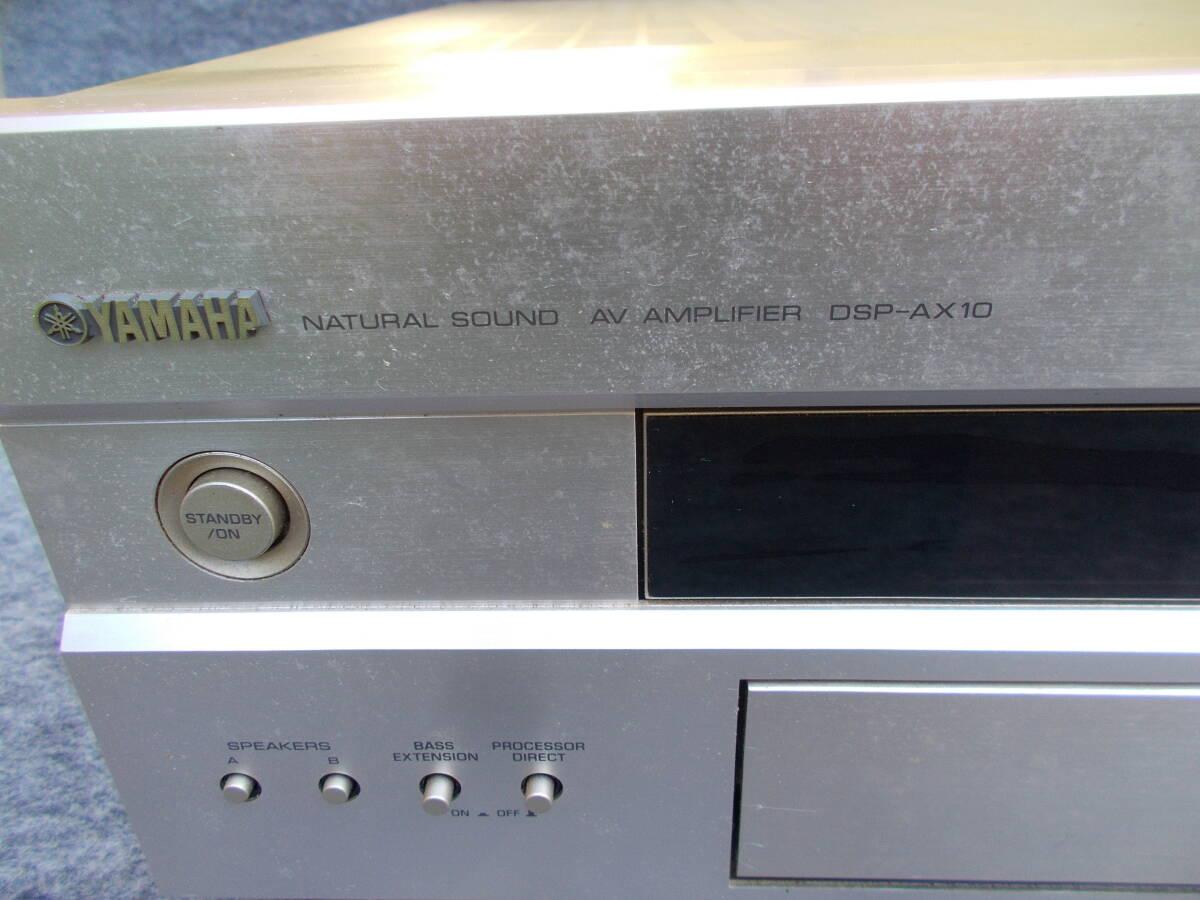 YAMAHA NATURAL SOUND AV AMPLIFIER DSP-AX10
STANDBY
/ON
SPEAKERS
A B
BASS
EXTENSION
PROCESSOR
DIRECT
ON OFF